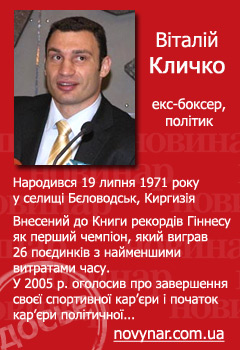 Віталій
Кличко
екс-боксер,
політик
Народився 19 липня 1971 року
у селищі Бєловодськ, Киргизія
Внесений до Книги рекордів Гіннесу
як перший чемпіон, який виграв
26 поєдинків з найменшими
витратами часу.
У 2005 р. оголосив про завершення
своєї спортивної кар'єри і початок
кар'єри політичної...
досьє
novynar.com.ua